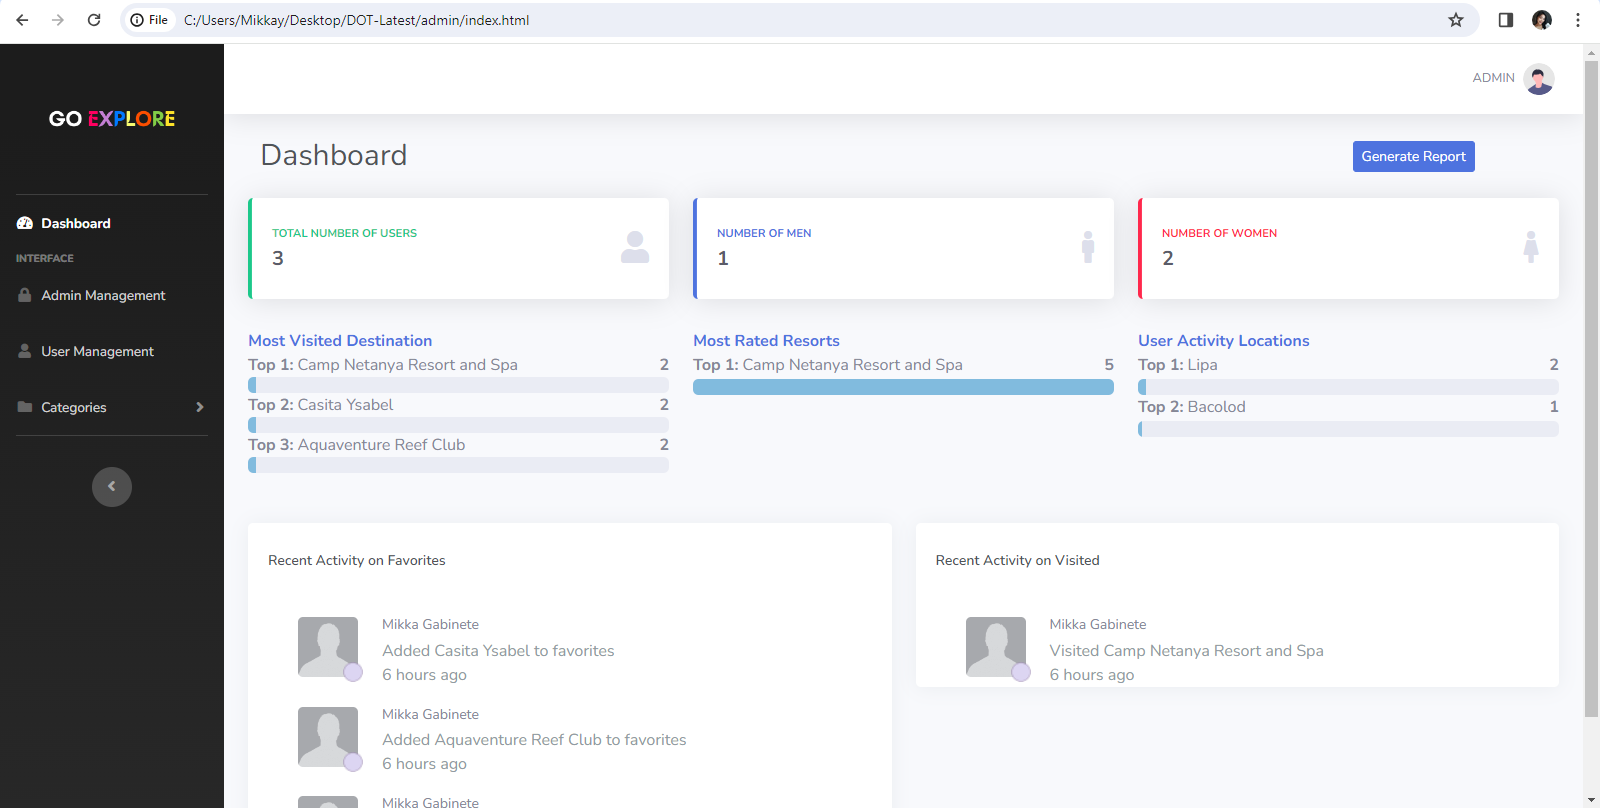 File C:/Users/Mikkay/Desktop/DOT-Latest/admin/index.html
GO EXPLORE
ADMIN
Dashboard
INTERFACE
Admin Management
User Management
Categories
Dashboard
Generate Report
TOTAL NUMBER OF USERS
3
NUMBER OF MEN
1
NUMBER OF WOMEN
2
Most Visited Destination
Top 1: Camp Netanya Resort and Spa 2
Top 2: Casita Ysabel 2
Top 3: Aquaventure Reef Club 2
Most Rated Resorts
Top 1: Camp Netanya Resort and Spa 5
User Activity Locations
Top 1: Lipa 2
Top 2: Bacolod 1
Recent Activity on Favorites
Mikka Gabinete
Added Casita Ysabel to favorites
6 hours ago
Mikka Gabinete
Added Aquaventure Reef Club to favorites
6 hours ago
Mikka Gabinete
Recent Activity on Visited
Mikka Gabinete
Visited Camp Netanya Resort and Spa
6 hours ago